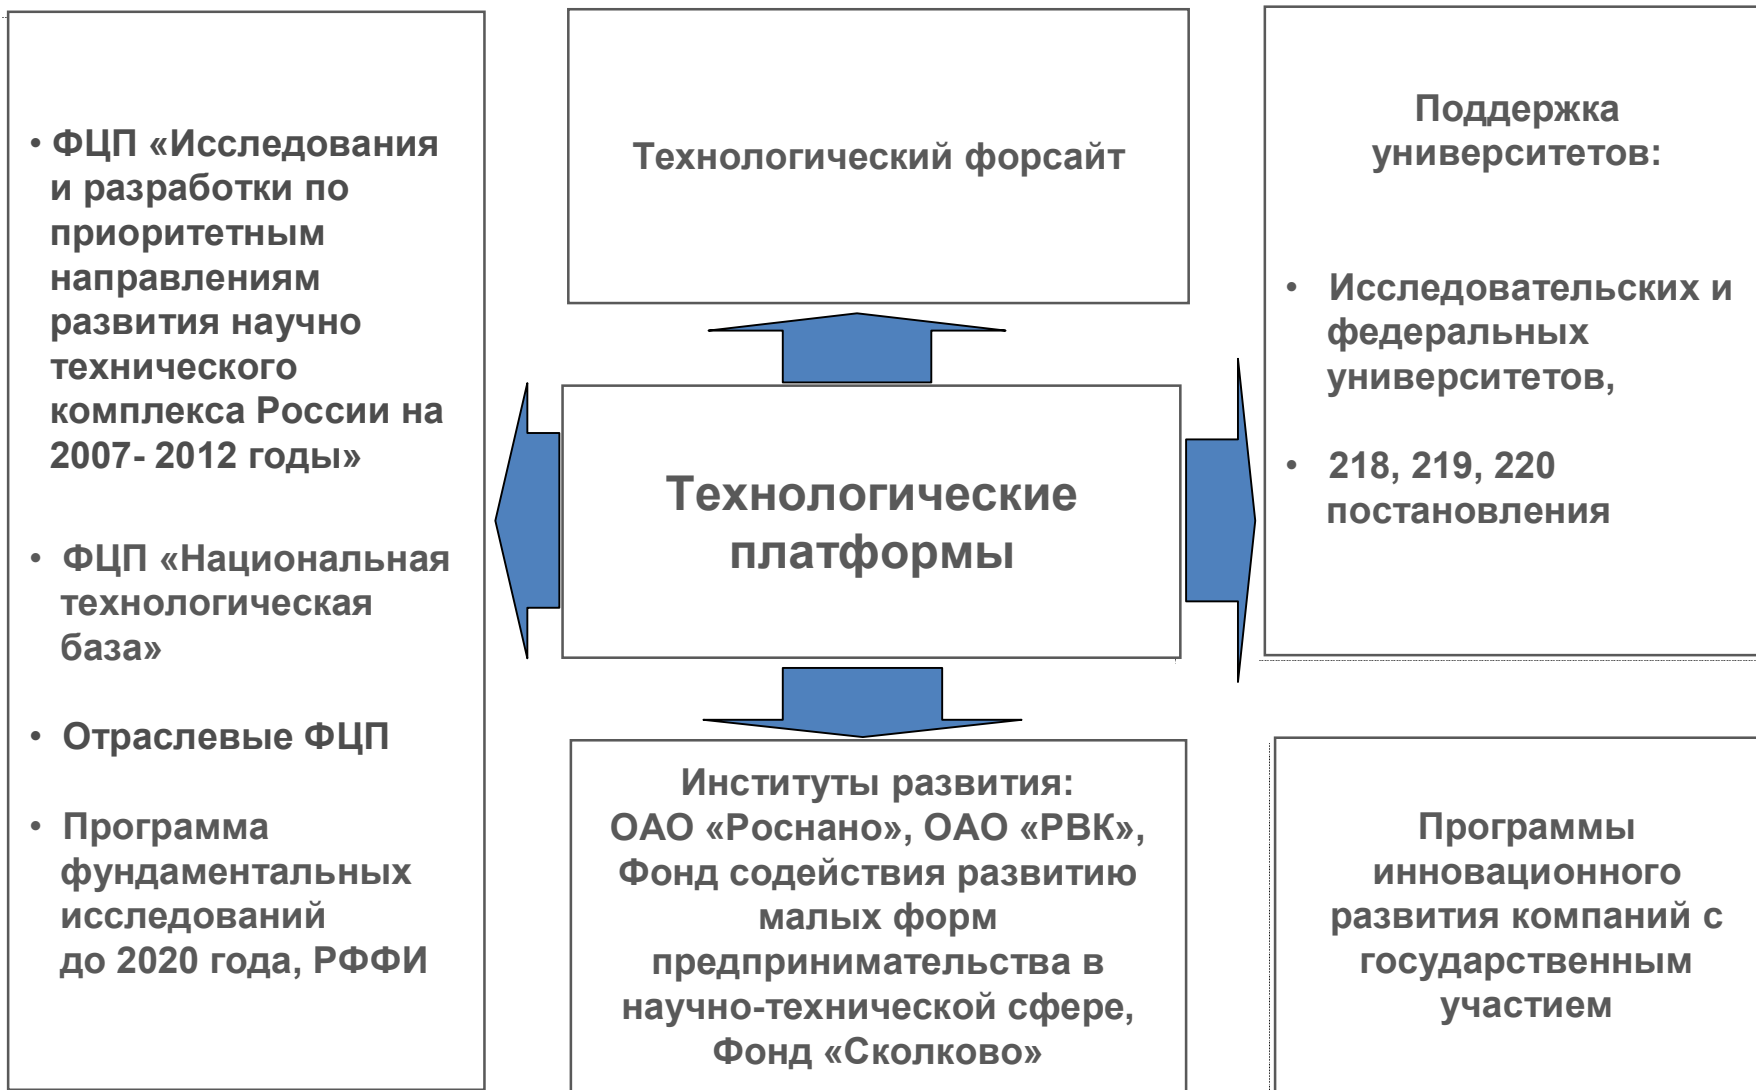 • ФЦП «Исследования
и разработки по
приоритетным
направлениям
развития научно
технического
комплекса России на
2007- 2012 годы»
• ФЦП «Национальная
технологическая
база»
• Отраслевые ФЦП
• Программа
фундаментальных
исследований
до 2020 года, РФФИ
Технологический форсайт
Технологические
платформы
Институты развития:
ОАО «Роснано», ОАО «РВК»,
Фонд содействия развитию
малых форм
предпринимательства в
научно-технической сфере,
Фонд «Сколково»
Поддержка
университетов:
• Исследовательских и
федеральных
университетов,
• 218, 219, 220
постановления
Программы
инновационного
развития компаний с
государственным
участием